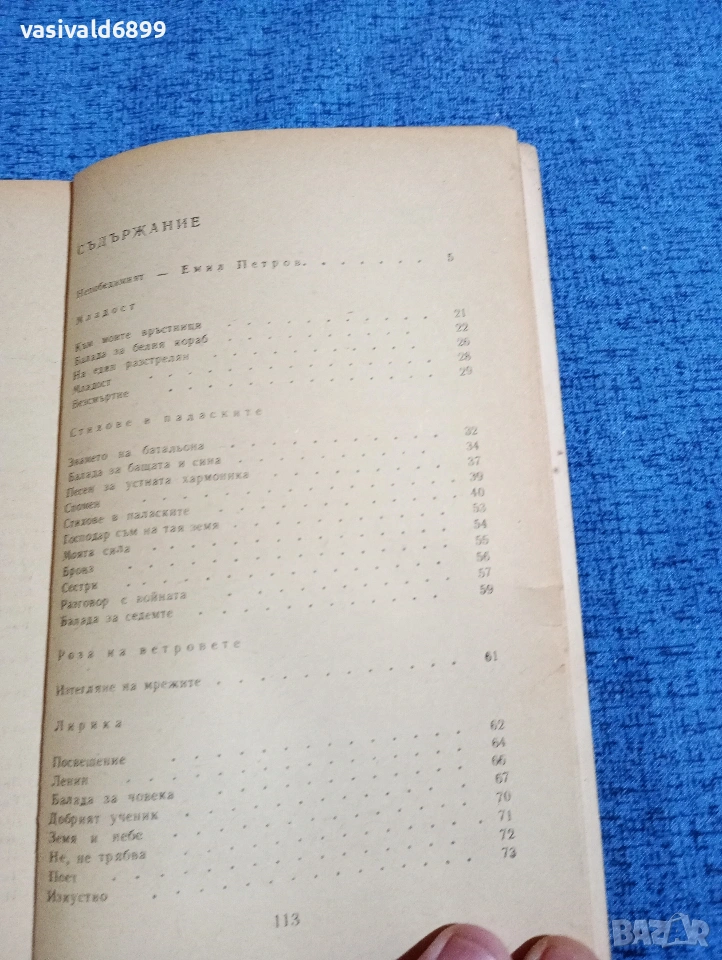 vasivald6899
СЪДЪРЖАНИЕ
Непобедимият — Емил Петров. . . . . . . 5
Младост
Към моите връстници . . . . . . . 21
Балада за белия кораб . . . . . . . 22
На един разстрелян . . . . . . . 26
Младост . . . . . . . 28
Безсмъртие . . . . . . . 29
Стихове в паласките
Знамето на батальона . . . . . . . 32
Балада за бащата и сина . . . . . . . 34
Песен за устната хармоника . . . . . . . 37
Спомен . . . . . . . 39
Стихове в паласките . . . . . . . 40
Господар съм на тая земя . . . . . . . 53
Моята сила . . . . . . . 54
Бронз . . . . . . . 55
Сестри . . . . . . . 56
Разговор с войната . . . . . . . 57
Балада за седемте . . . . . . . 59
Роза на ветровете
Изтегляне на мрежите . . . . . . . 61
Лирика
Посвещение . . . . . . . 62
Ленин . . . . . . . 64
Балада за човека . . . . . . . 66
Добрият ученик . . . . . . . 67
Земя и небе . . . . . . . 70
Не, не трябва . . . . . . . 71
Поет . . . . . . . 72
Изкуство . . . . . . . 73
113
BAZAR